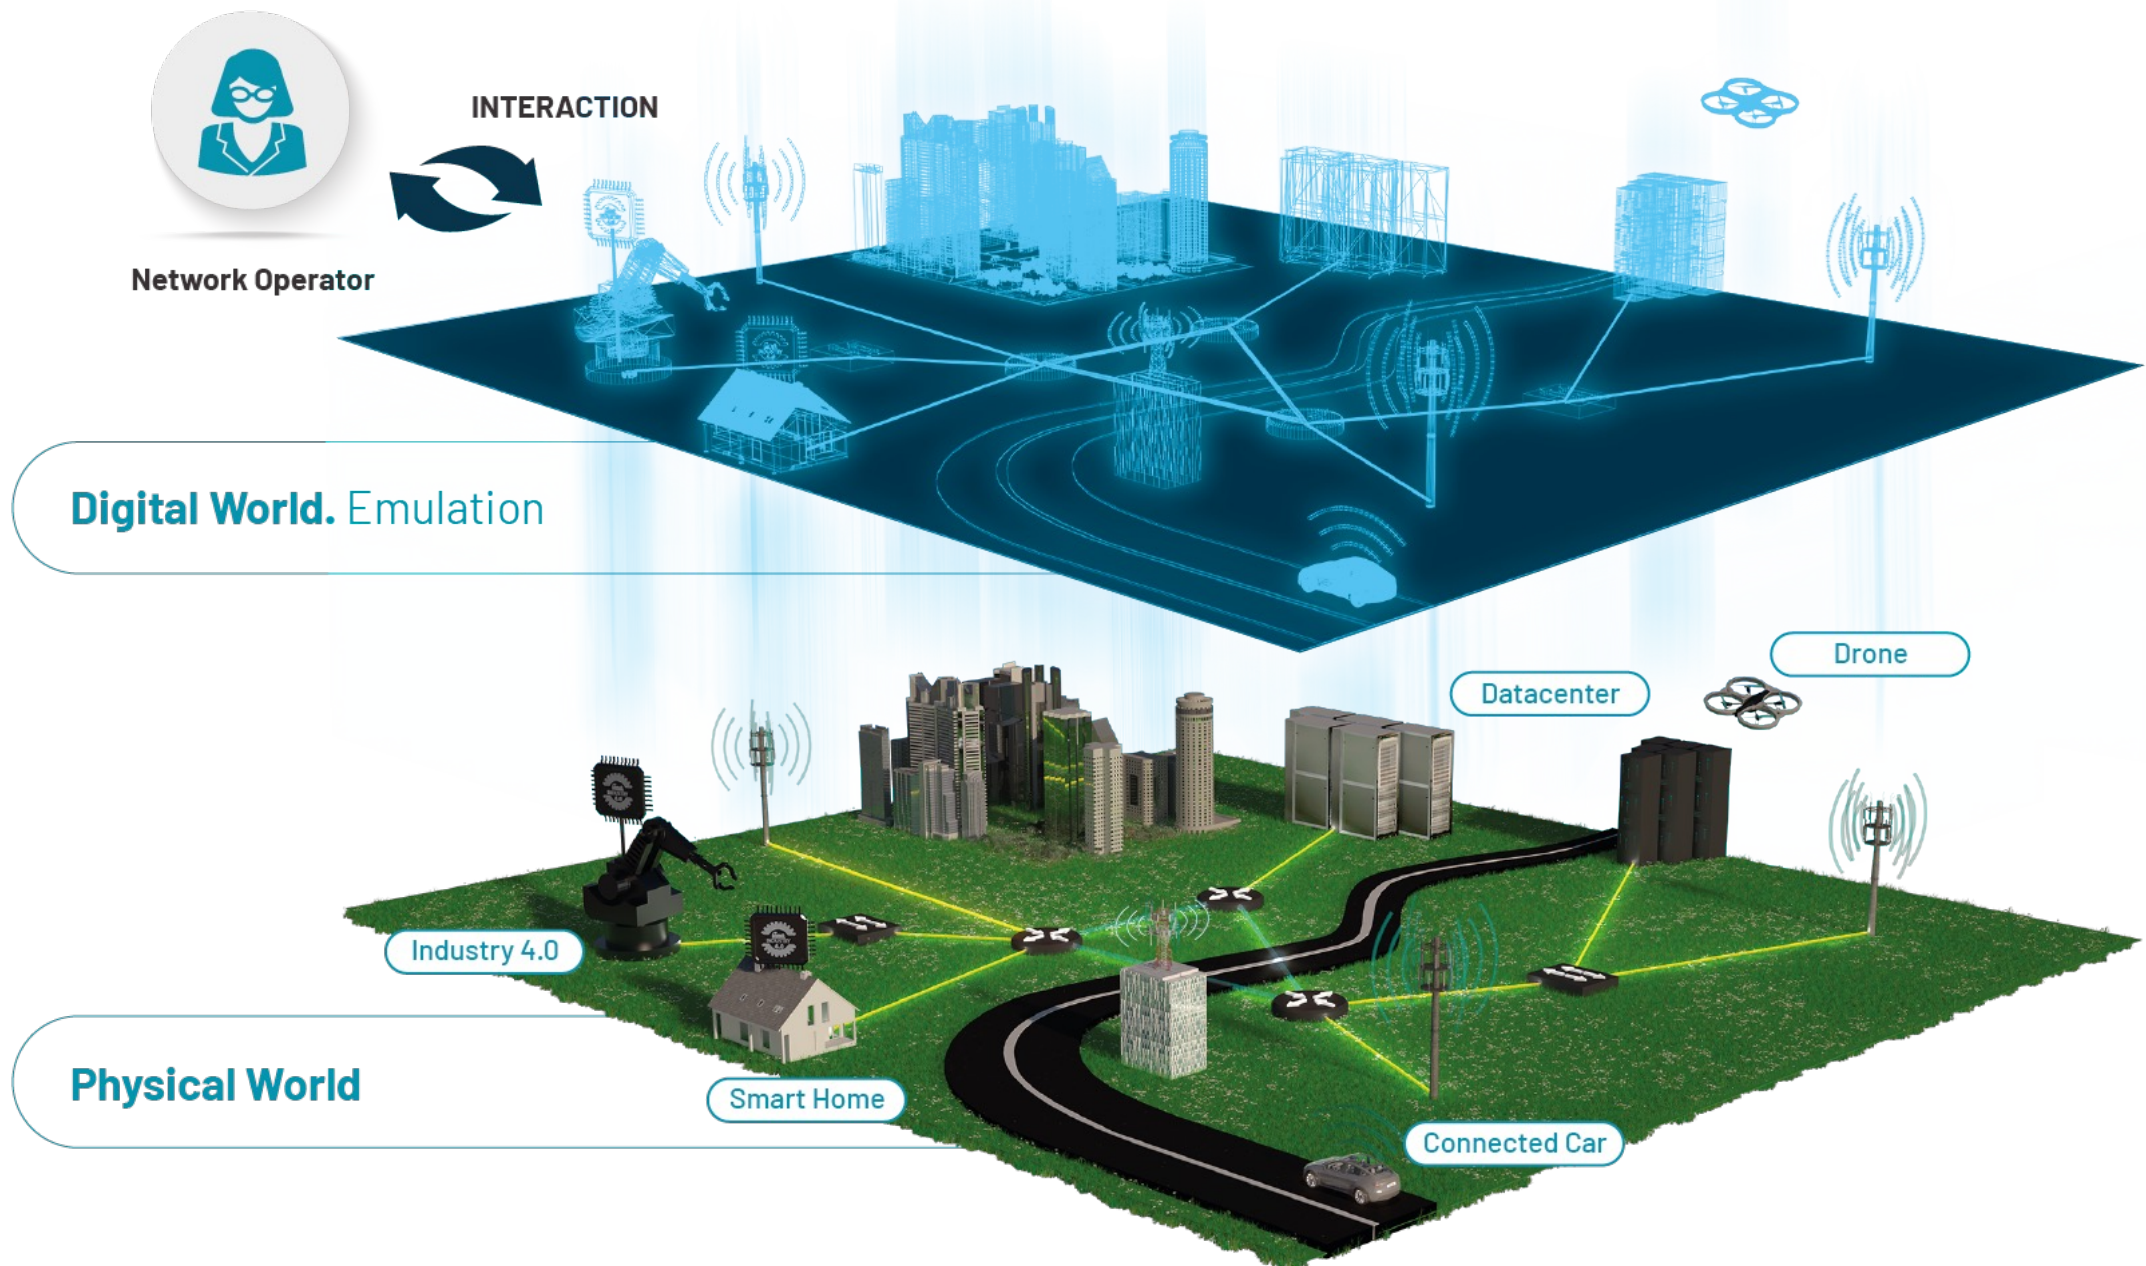 INTERACTION
Network Operator
Digital World. Emulation
Drone
Datacenter
Industry 4.0
Smart Home
Physical World
Connected Car